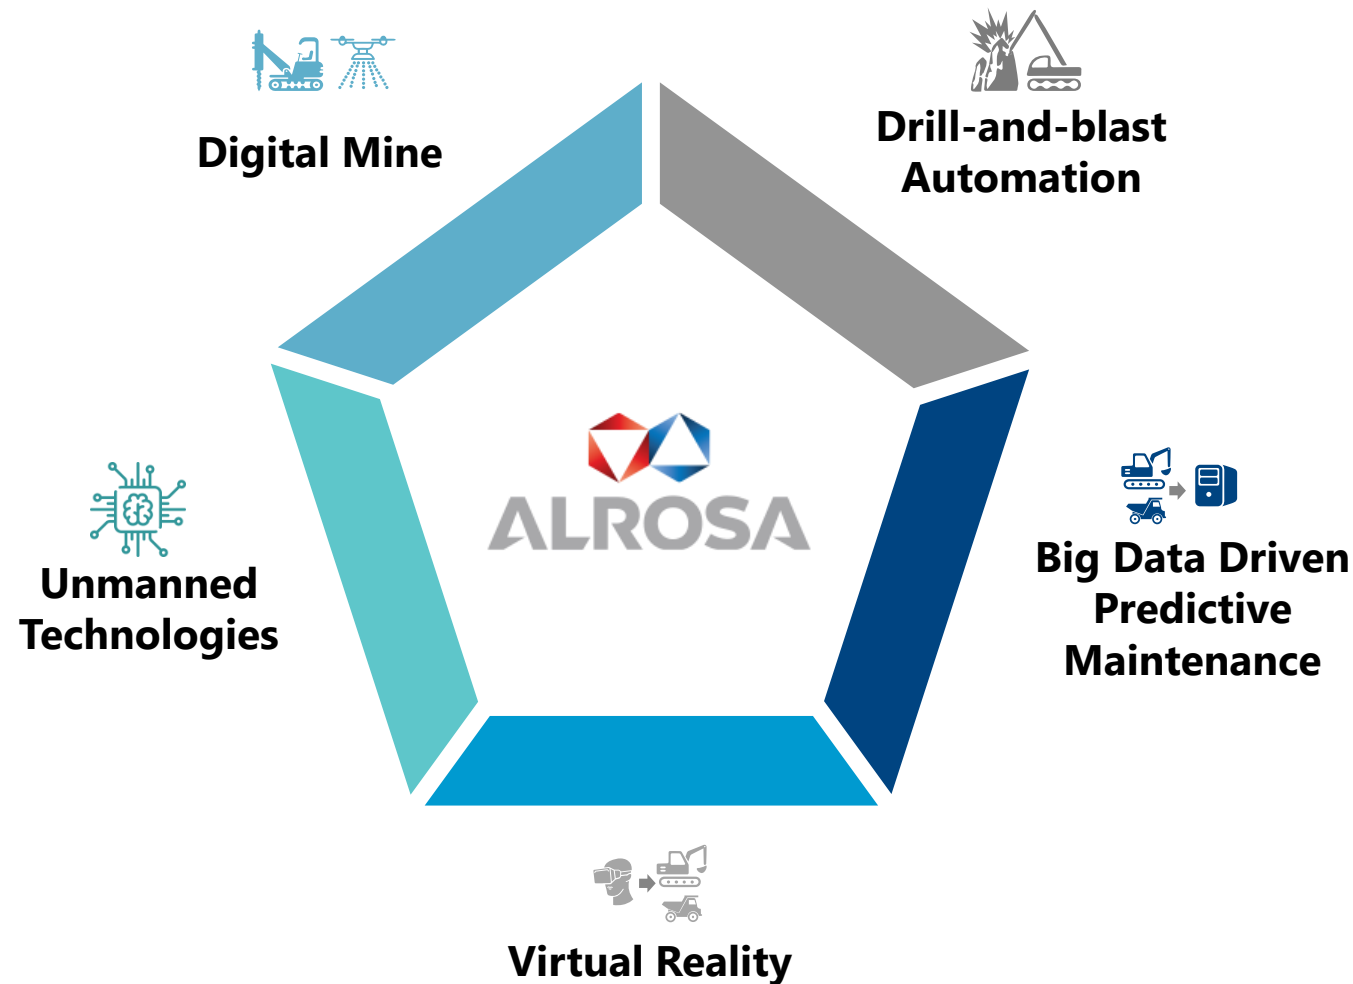 Digital Mine
Drill-and-blast
Automation
ALROSA
Unmanned
Technologies
Big Data Driven
Predictive
Maintenance
Virtual Reality